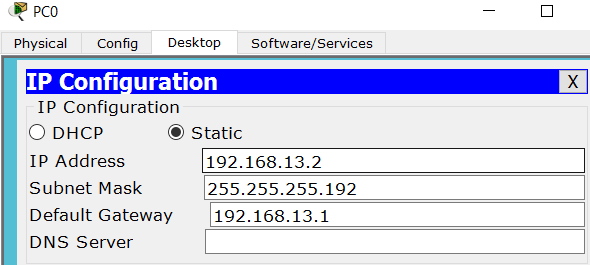 PC0
Physical Config Desktop Software/Services
IP Configuration X
IP Configuration
DHCP Static
IP Address 192.168.13.2
Subnet Mask 255.255.255.192
Default Gateway 192.168.13.1
DNS Server